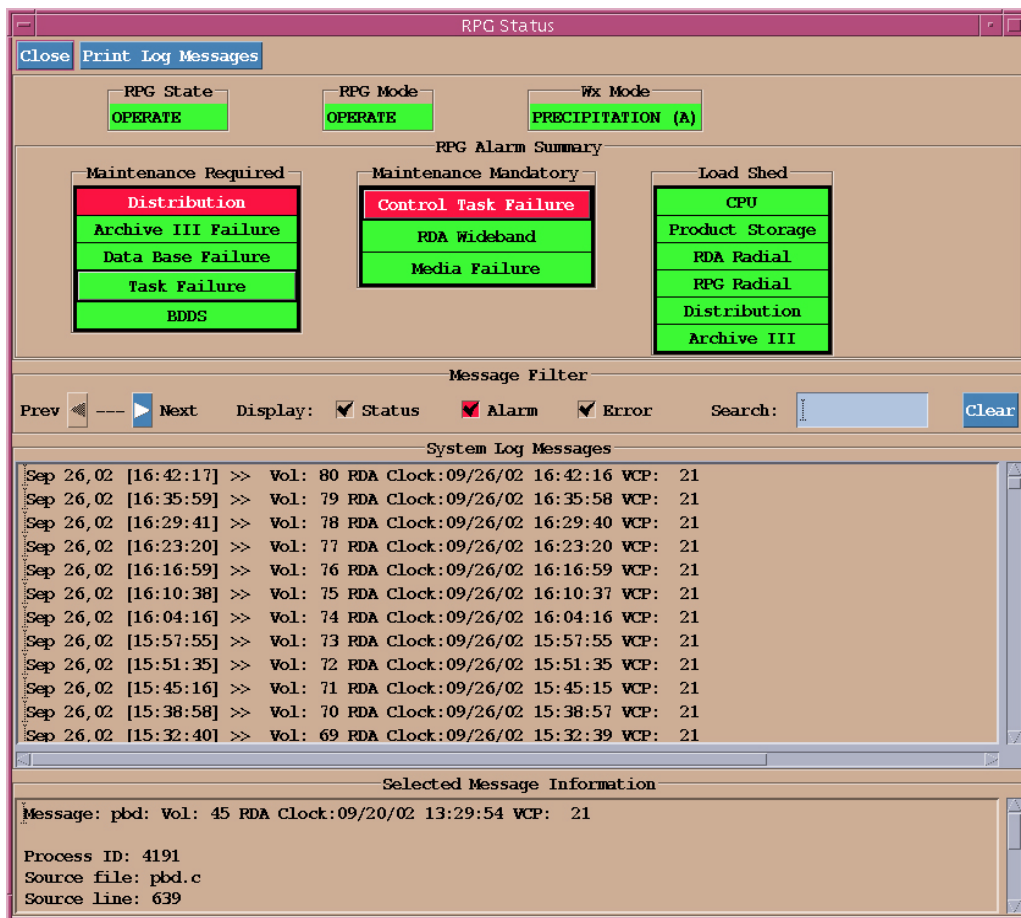 RPG Status
Close Print Log Messages
RPG State RPG Mode Wx Mode
OPERATE OPERATE PRECIPITATION (A)
RPG Alarm Summary
Maintenance Required Maintenance Mandatory Load Shed
Distribution Control Task Failure CPU
Archive III Failure RDA Wideband Product Storage
Data Base Failure Media Failure RDA Radial
Task Failure RPG Radial
BDDS Distribution
Archive III
Message Filter
Prev --- Next Display: Status Alarm Error Search: Clear
System Log Messages
Sep 26,02 [16:42:17] >> Vol: 80 RDA Clock:09/26/02 16:42:16 VCP: 21
Sep 26,02 [16:35:59] >> Vol: 79 RDA Clock:09/26/02 16:35:58 VCP: 21
Sep 26,02 [16:29:41] >> Vol: 78 RDA Clock:09/26/02 16:29:40 VCP: 21
Sep 26,02 [16:23:20] >> Vol: 77 RDA Clock:09/26/02 16:23:20 VCP: 21
Sep 26,02 [16:16:59] >> Vol: 76 RDA Clock:09/26/02 16:16:59 VCP: 21
Sep 26,02 [16:10:38] >> Vol: 75 RDA Clock:09/26/02 16:10:37 VCP: 21
Sep 26,02 [16:04:16] >> Vol: 74 RDA Clock:09/26/02 16:04:16 VCP: 21
Sep 26,02 [15:57:55] >> Vol: 73 RDA Clock:09/26/02 15:57:55 VCP: 21
Sep 26,02 [15:51:35] >> Vol: 72 RDA Clock:09/26/02 15:51:35 VCP: 21
Sep 26,02 [15:45:16] >> Vol: 71 RDA Clock:09/26/02 15:45:15 VCP: 21
Sep 26,02 [15:38:58] >> Vol: 70 RDA Clock:09/26/02 15:38:57 VCP: 21
Sep 26,02 [15:32:40] >> Vol: 69 RDA Clock:09/26/02 15:32:39 VCP: 21
Selected Message Information
Message: pbd: Vol: 45 RDA Clock:09/20/02 13:29:54 VCP: 21
Process ID: 4191
Source file: pbd.c
Source line: 639